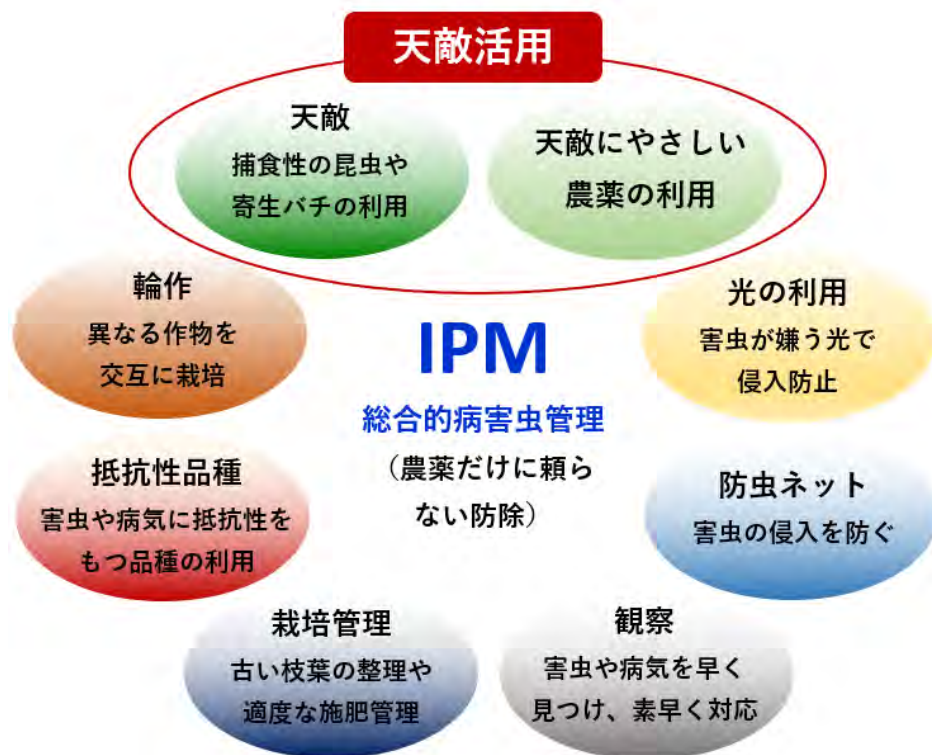 天敵活用
天敵
捕食性の昆虫や
寄生バチの利用
天敵にやさしい
農薬の利用
輪作
異なる作物を
交互に栽培
IPM
総合的病害虫管理
（農薬だけに頼ら
ない防除）
光の利用
害虫が嫌う光で
侵入防止
抵抗性品種
害虫や病気に抵抗性を
もつ品種の利用
防虫ネット
害虫の侵入を防ぐ
栽培管理
古い枝葉の整理や
適度な施肥管理
観察
害虫や病気を早く
見つけ、素早く対応